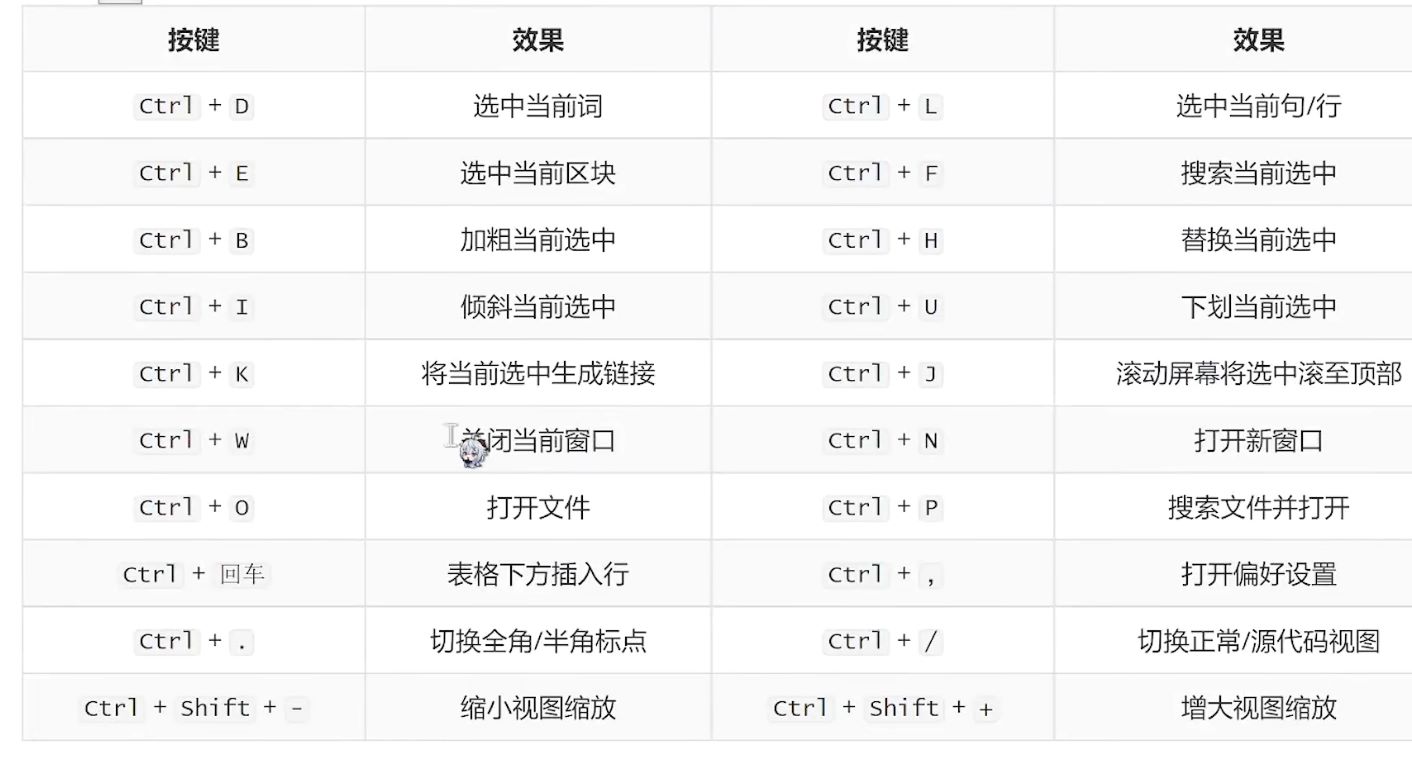 按键 效果 按键 效果
Ctrl + D 选中当前词 Ctrl + L 选中当前句/行
Ctrl + E 选中当前区块 Ctrl + F 搜索当前选中
Ctrl + B 加粗当前选中 Ctrl + H 替换当前选中
Ctrl + I 倾斜当前选中 Ctrl + U 下划当前选中
Ctrl + K 将当前选中生成链接 Ctrl + J 滚动屏幕将选中滚至顶部
Ctrl + W 关闭当前窗口 Ctrl + N 打开新窗口
Ctrl + O 打开文件 Ctrl + P 搜索文件并打开
Ctrl + 回车 表格下方插入行 Ctrl + , 打开偏好设置
Ctrl + . 切换全角/半角标点 Ctrl + / 切换正常/源代码视图
Ctrl + Shift + - 缩小视图缩放 Ctrl + Shift + + 增大视图缩放